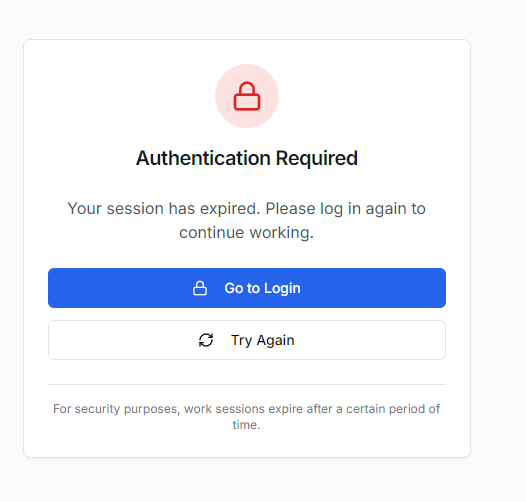 Authentication Required
Your session has expired. Please log in again to
continue working.
Go to Login
Try Again
For security purposes, work sessions expire after a certain period of
time.